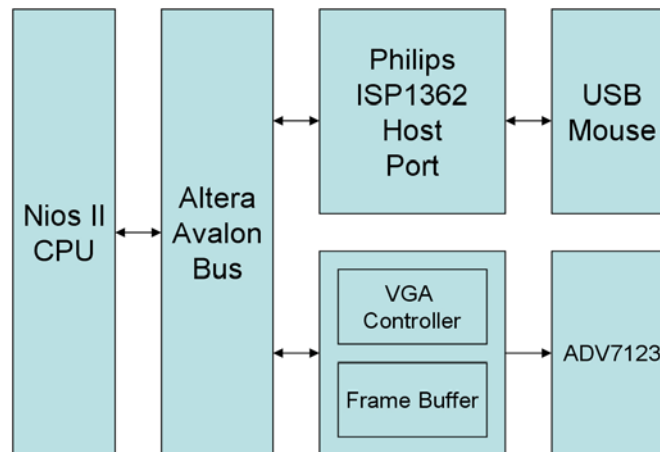 Nios II
CPU
Altera
Avalon
Bus
Philips
ISP1362
Host
Port
USB
Mouse
VGA
Controller
Frame Buffer
ADV7123